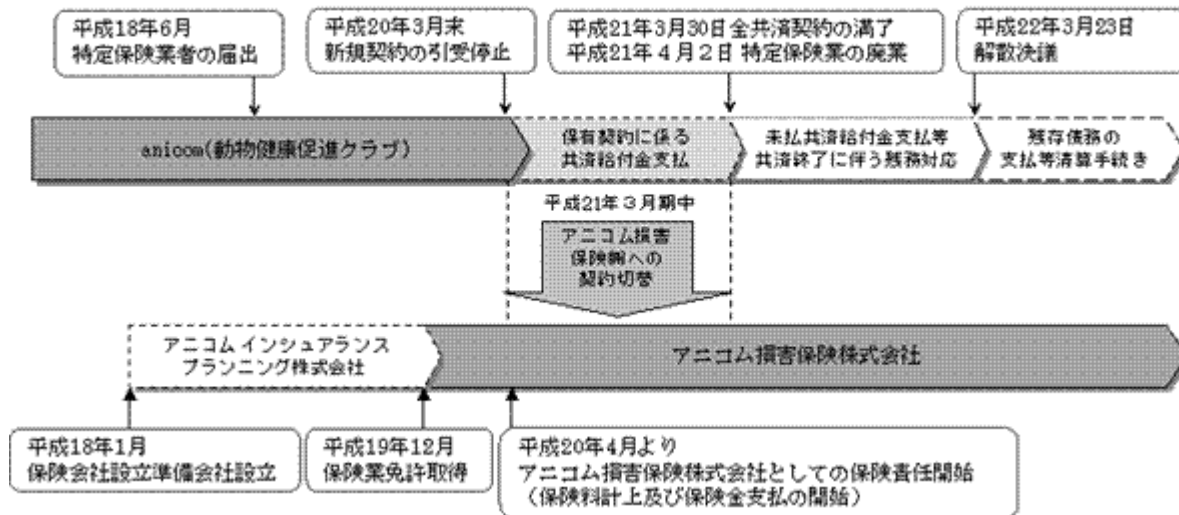 平成18年6月
特定保険業者の届出
平成20年3月末
新規契約の引受停止
平成21年3月30日全共済契約の満了
平成21年4月2日 特定保険業の廃業
平成22年3月23日
解散決議
anicom(動物健康促進クラブ)
保有契約に係る
共済給付金支払
未払共済給付金支払等
共済終了に伴う残務対応
残存債務の
支払等清算手続き
平成21年3月期中
アニコム損害
保険㈱への
契約切替
アニコム インシュアランス
プランニング株式会社
アニコム損害保険株式会社
平成18年1月
保険会社設立準備会社設立
平成19年12月
保険業免許取得
平成20年4月より
アニコム損害保険株式会社としての保険責任開始
(保険料計上及び保険金支払の開始)